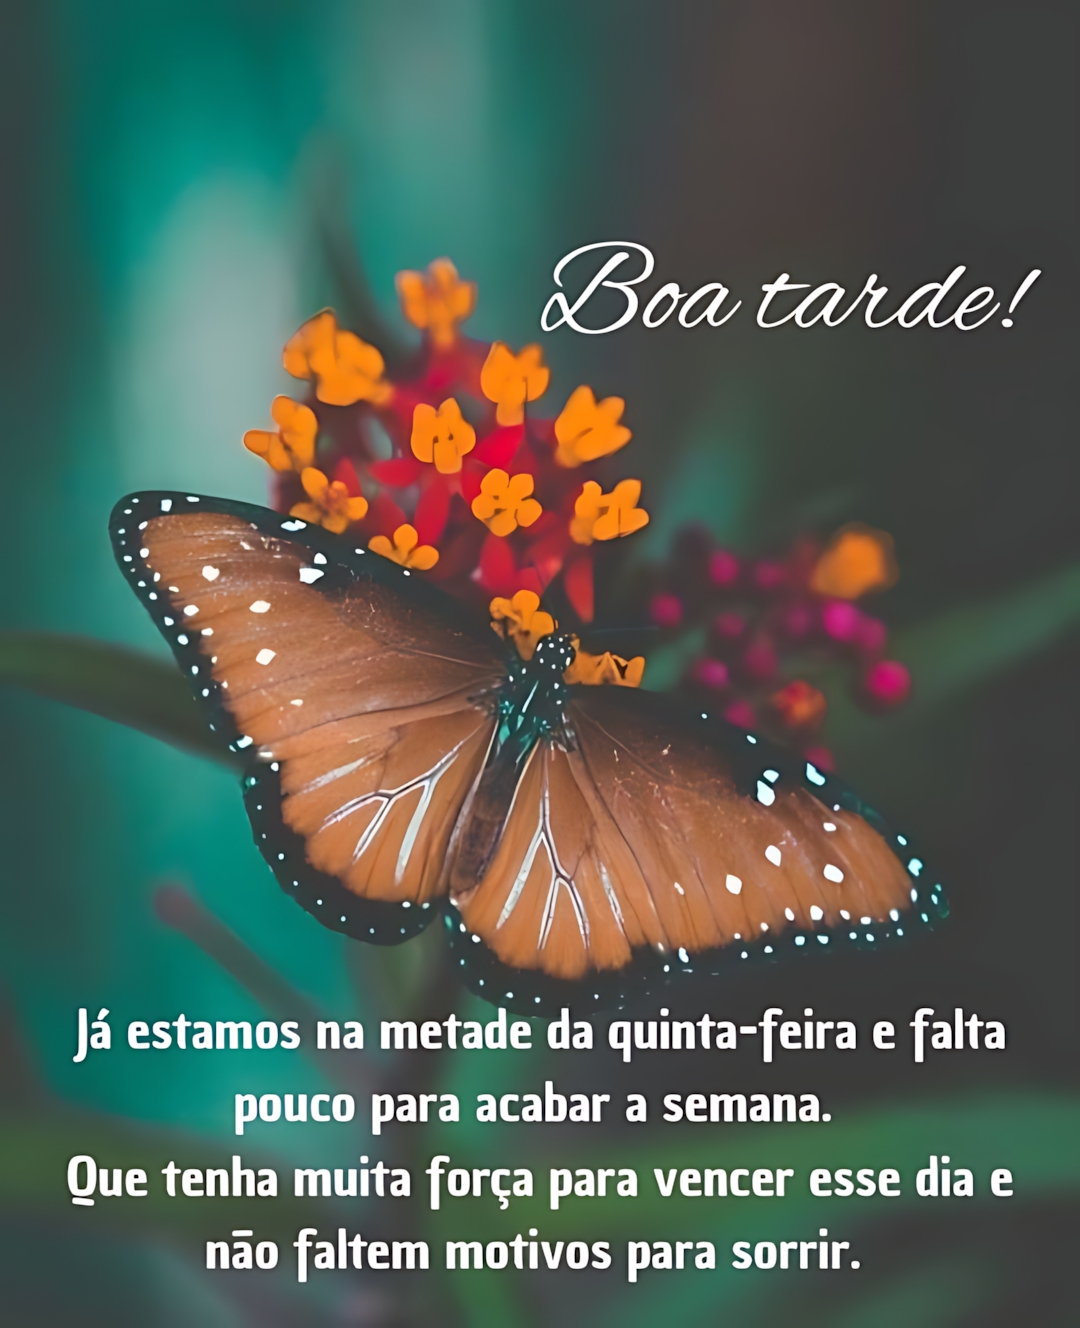 Boa tarde!
Já estamos na metade da quinta-feira e falta
pouco para acabar a semana.
Que tenha muita força para vencer esse dia e
não faltem motivos para sorrir.